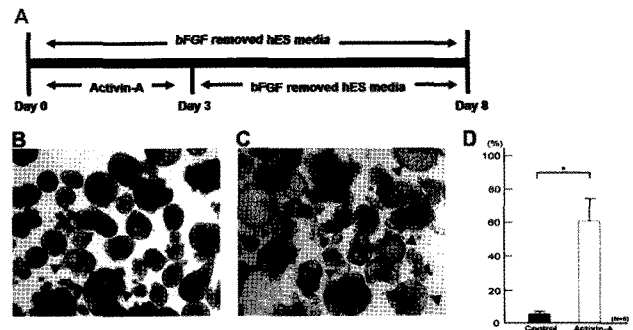 A
bFGF removed hES media
Activin-A
bFGF removed hES media
Day 0
Day 3
Day 8
B
C
D
(%)
100
80
60
40
20
0
*
Control
Activin-A
(N=6)